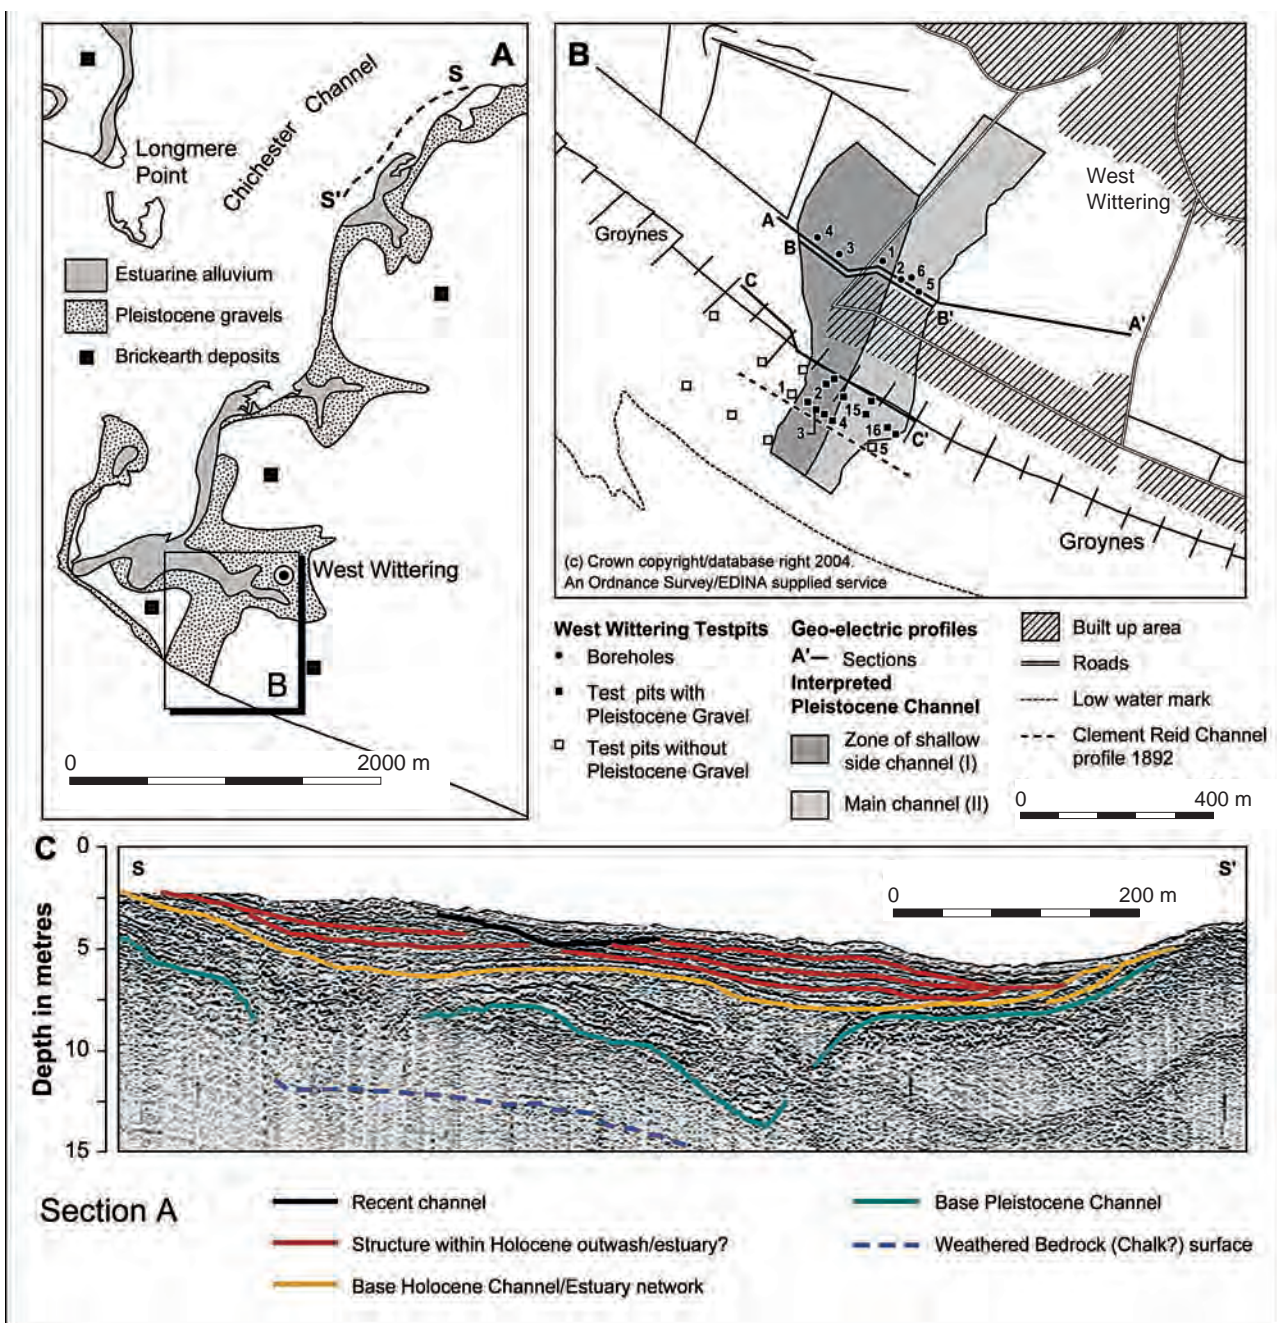 A
S
Chichester Channel
Longmere
Point
S'
Estuarine alluvium
Pleistocene gravels
Brickearth deposits
West Wittering
B
0 2000 m
B
West
Wittering
Groynes
A
B
4
3
1
2
6
5
C
B'
A'
1
2
15
3
4
16
5
C'
Groynes
(c) Crown copyright/database right 2004.
An Ordnance Survey/EDINA supplied service
West Wittering Testpits
Boreholes
Test pits with
Pleistocene Gravel
Test pits without
Pleistocene Gravel
Geo-electric profiles
A'— Sections
Interpreted
Pleistocene Channel
Zone of shallow
side channel (I)
Main channel (II)
Built up area
Roads
Low water mark
Clement Reid Channel
profile 1892
0 400 m
C
0
5
10
15
Depth in metres
S
S'
0 200 m
Section A
Recent channel
Structure within Holocene outwash/estuary?
Base Holocene Channel/Estuary network
Base Pleistocene Channel
Weathered Bedrock (Chalk?) surface